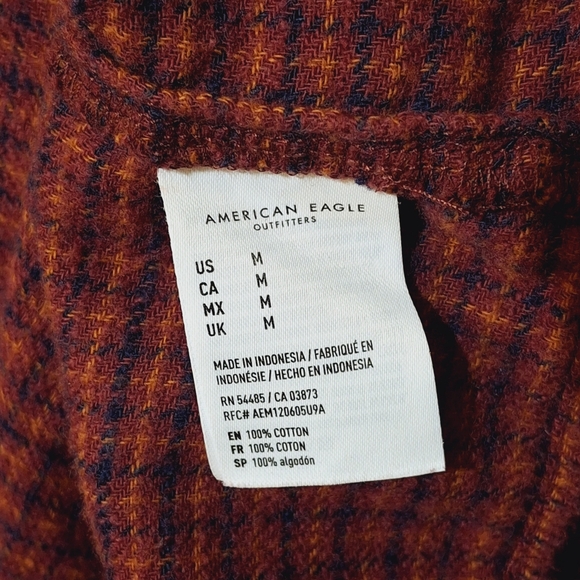 AMERICAN EAGLE
OUTFITTERS
US M
CA M
MX M
UK M
MADE IN INDONESIA / FABRIQUÉ EN
INDONÉSIE / HECHO EN INDONESIA
RN 54485 / CA 03873
RFC# AEM120605U9A
EN 100% COTTON
FR 100% COTON
SP 100% algodón